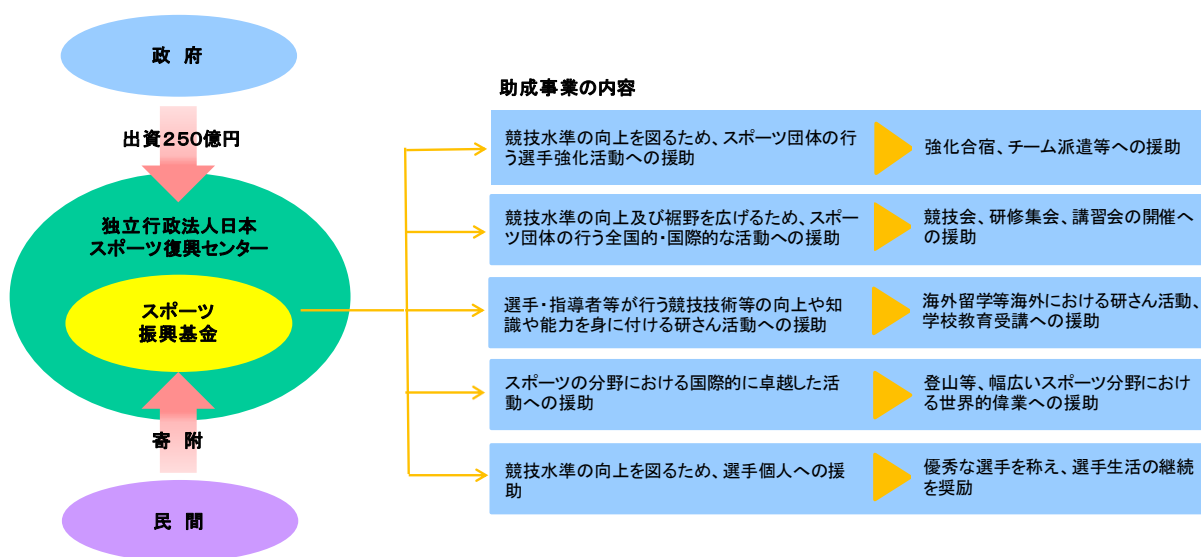 政 府
出資250億円
独立行政法人日本
スポーツ復興センター
スポーツ
振興基金
寄 附
民 間
助成事業の内容
競技水準の向上を図るため、スポーツ団体の行
う選手強化活動への援助
強化合宿、チーム派遣等への援助
競技水準の向上及び裾野を広げるため、スポー
ツ団体の行う全国的・国際的な活動への援助
競技会、研修集会、講習会の開催へ
の援助
選手・指導者等が行う競技技術等の向上や知
識や能力を身に付ける研さん活動への援助
海外留学等海外における研さん活動、
学校教育受講への援助
スポーツの分野における国際的に卓越した活
動への援助
登山等、幅広いスポーツ分野におけ
る世界的偉業への援助
競技水準の向上を図るため、選手個人への援
助
優秀な選手を称え、選手生活の継続
を奨励